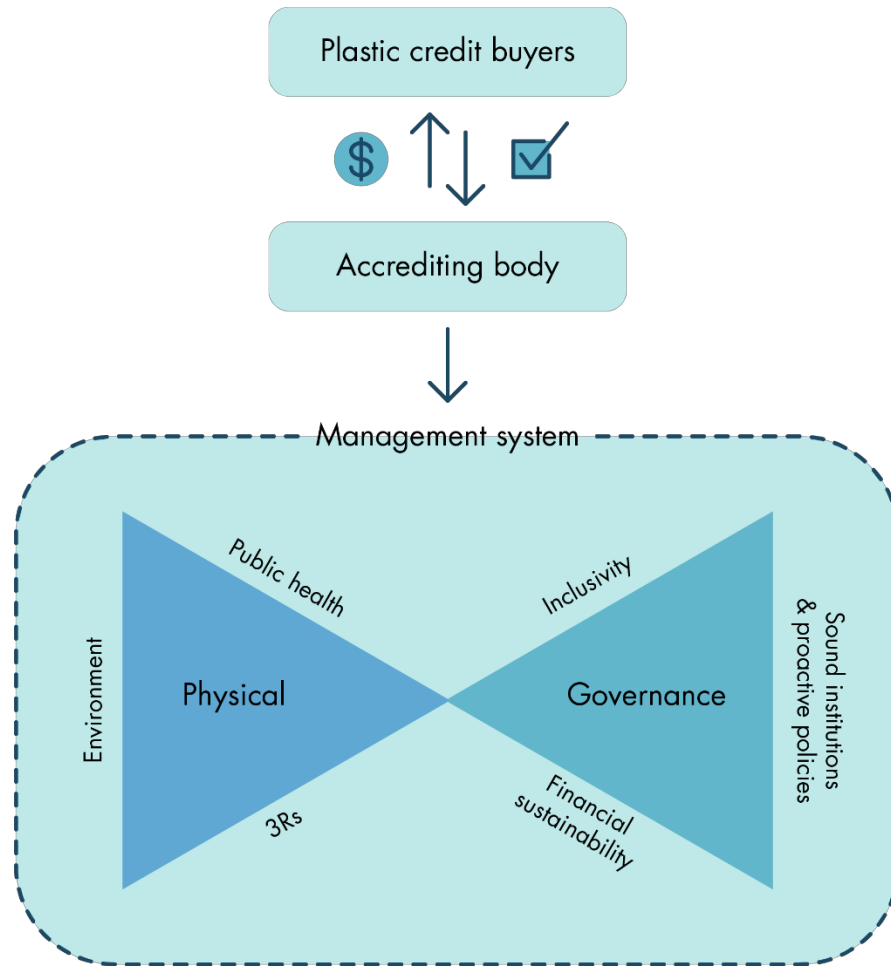 Plastic credit buyers
$
Accrediting body
Management system
Public health
Environment
Physical
3Rs
Inclusivity
Governance
Financial
sustainability
Sound institutions
& proactive policies